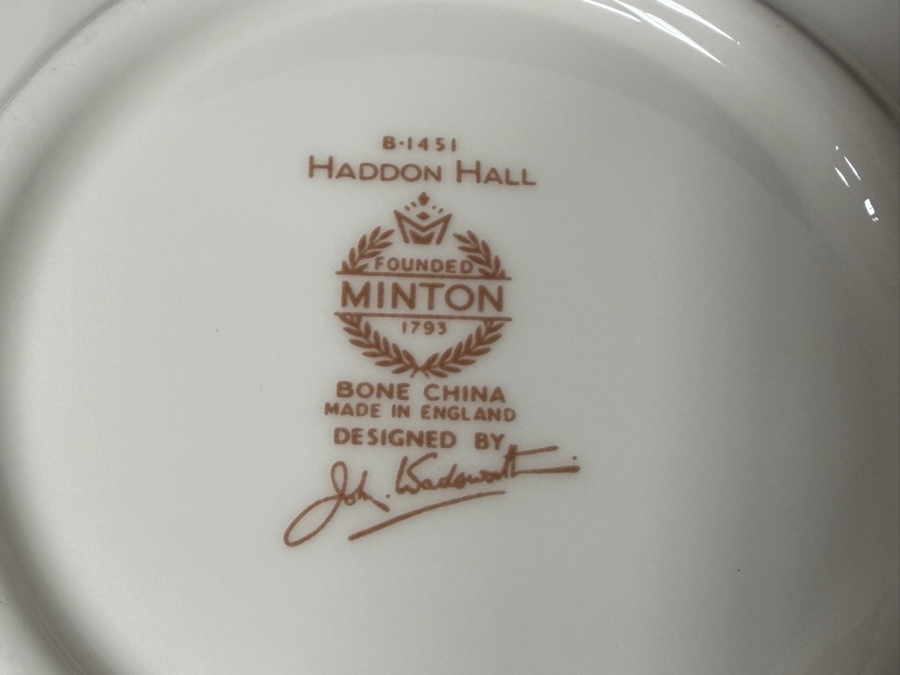 B·1451
HADDON HALL
FOUNDED
MINTON
1793
BONE CHINA
MADE IN ENGLAND
DESIGNED BY
John Wadsworth